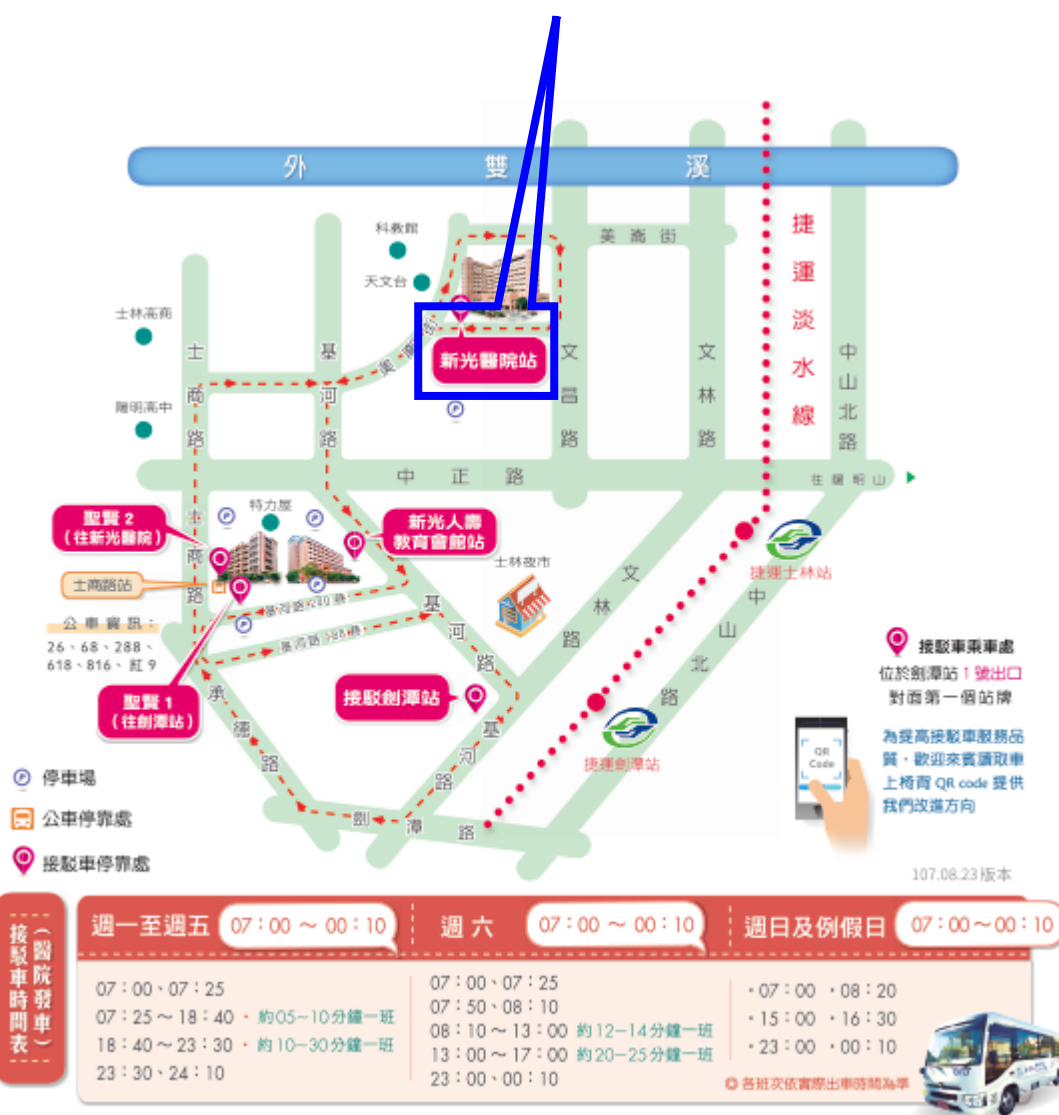 外雙溪
科教館
美崙街
捷運淡水線
天文台
士林高商
美崙街
新光醫院站
士商路
基河路
文昌路
文林路
中山北路
陽明高中
中正路
往陽明山
特力屋
聖賢 2
(往新光醫院)
新光人壽
教育會館站
士林夜市
捷運士林站
士商路
士商路站
基河路
文林路
中山北路
公車資訊:
26、68、288、
618、816、紅 9
接駁車乘車處
位於劍潭站 1 號出口
對面第一個站牌
聖賢 1
(往劍潭站)
接駁劍潭站
承德路
基河路
捷運劍潭站
QR
Code
為提高接駁車服務品
質,歡迎來賓讀取車
上椅背 QR code 提供
我們改進方向
停車場
公車停靠處
劍潭路
接駁車停靠處
107.08.23版本
(醫院發車)
接駁車時間表
週一至週五 07:00 ~ 00:10
07:00、07:25
07:25~18:40・約05-10分鐘一班
18:40~23:30・約10-30分鐘一班
23:30、24:10
週六 07:00 ~ 00:10
07:00、07:25
07:50、08:10
08:10~13:00 約12-14分鐘一班
13:00~17:00 約20-25分鐘一班
23:00、00:10
週日及例假日 07:00~00:10
・07:00 ・08:20
・15:00 ・16:30
・23:00 ・00:10
◎ 各班次依實際出車時間為準